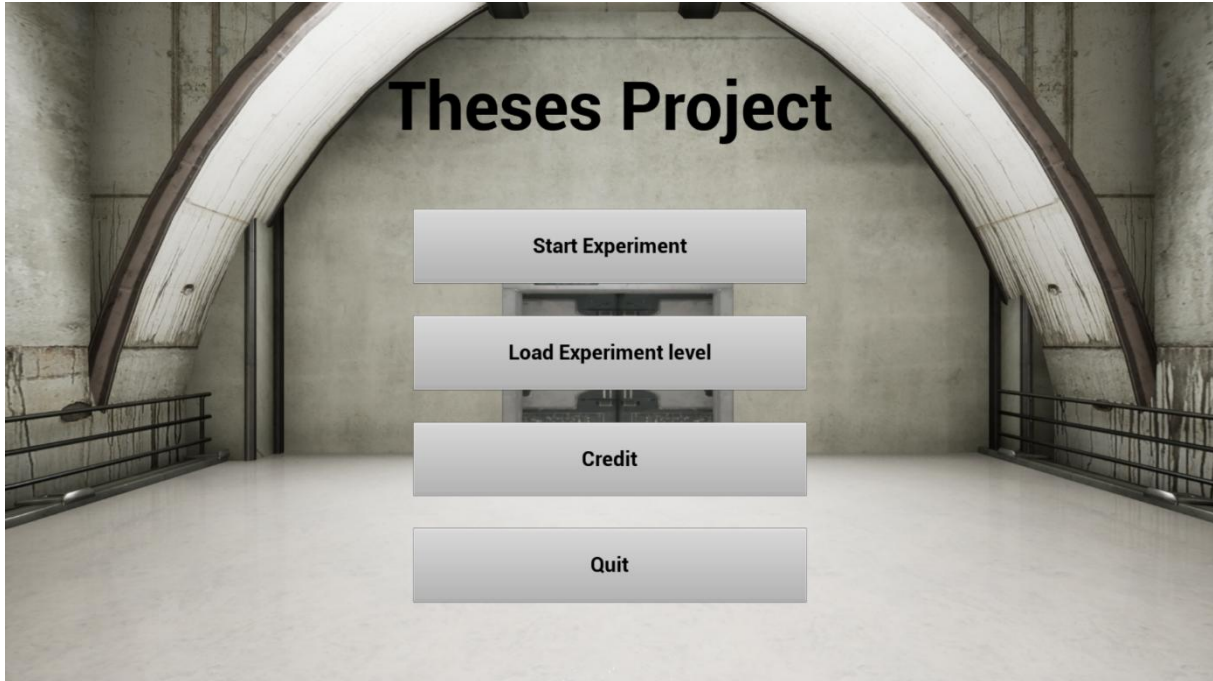 Theses Project
Start Experiment
Load Experiment level
Credit
Quit